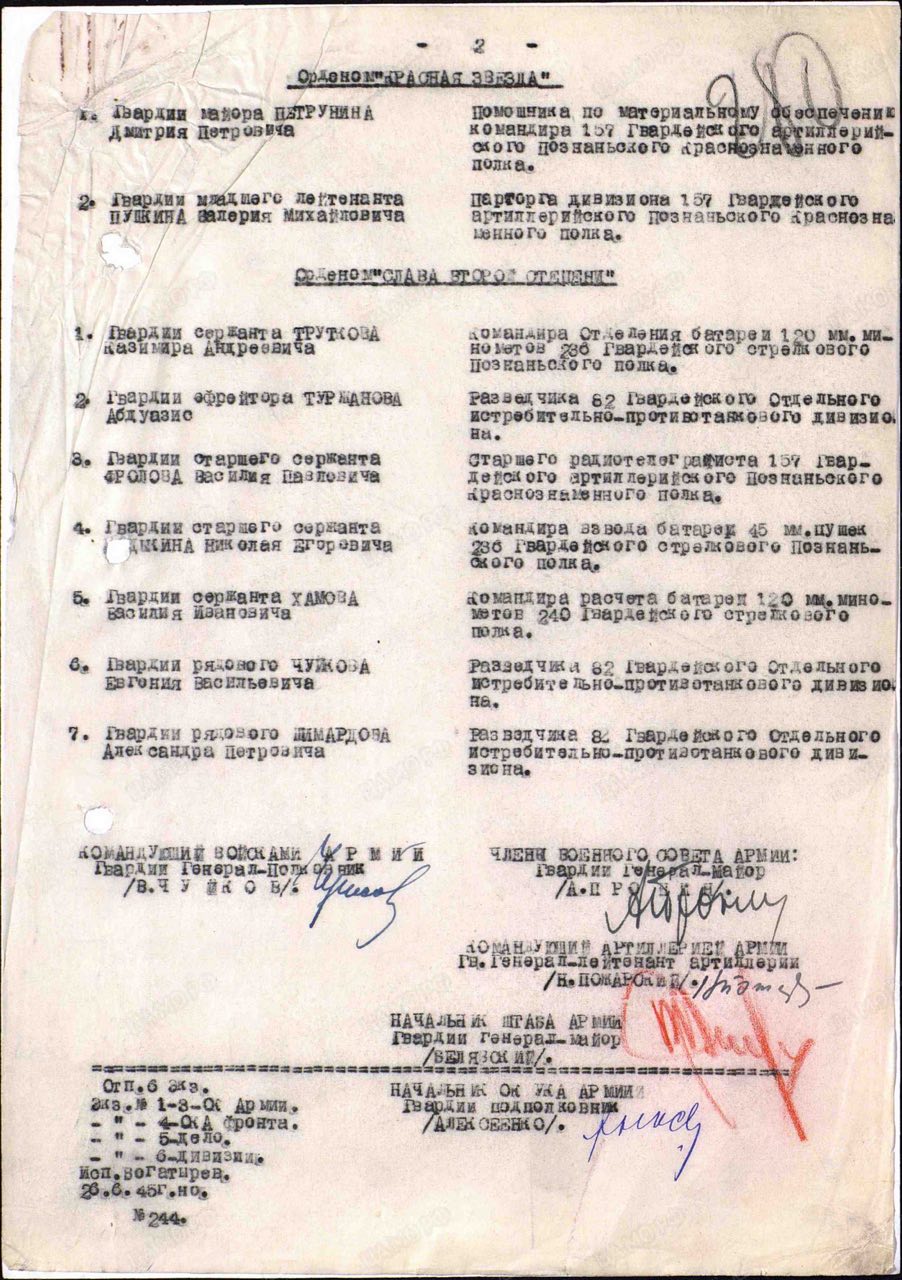 - 2 -
Орденом "КРАСНАЯ ЗВЕЗДА"
1. Гвардии майора ПЕТРУНИНА
Дмитрия Петровича
Помошника по материальному обеспечении
командира 157 Гвардейского артиллерий-
ского Познаньского Краснознаменного
полка.
2. Гвардии младшего лейтенанта
ПУШКИНА Валерия Михайловича
Парторга дивизиона 157 Гвардейского
артиллерийского Познаньского Краснозна
менного полка.
Орденом "СЛАВА ВТОРОЙ СТЕПЕНИ"
1. Гвардии сержанта ТРУТКОВА
Казимира Андреевича
Командира Отделения батареи 120 мм. ми-
нометов 236 Гвардейского стрелкового
Познаньского полка.
2. Гвардии ефрейтора ТУРЖАНОВА
Абдуазис
Разведчика 82 Гвардейского Отдельного
истребительно-противотанкового дивизио
на.
3. Гвардии старшего сержанта
ФРОЛОВА Василия Павловича
Старшего радиотелеграфиста 157 Гвар-
дейского артиллерийского Познаньского
Краснознаменного полка.
4. Гвардии старшего сержанта
Николая Егоровича
Командира взвода батареи 45 мм. пушек
236 Гвардейского стрелкового Познань-
ского полка.
5. Гвардии сержанта ХАМОВА
Василия Ивановича
Командира расчета батареи 120 мм. мино-
метов 240 Гвардейского стрелкового
полка.
6. Гвардии рядового ЧУЙКОВА
Евгения Васильевича
Разведчика 82 Гвардейского Отдельного
истребительно-противотанкового дивизио
на.
7. Гвардии рядового ШИМАРДОВА
Александра Петровича
Разведчика 82 Гвардейского Отдельного
истребительно-противотанкового диви-
зиона.
КОМАНДУЮЩИЙ ВОЙСКАМИ АРМИИ
Гвардии Генерал-Полковник
/В.ЧУЙКОВ/.
ЧЛЕНЫ ВОЕННОГО СОВЕТА АРМИИ:
Гвардии Генерал-Майор
/А.ПРОНИН/
КОМАНДУЮЩИЙ АРТИЛЛЕРИЕЙ АРМИИ
Гв.Генерал-лейтенант артиллерии
/Н.ПОЖАРСКИЙ/.
НАЧАЛЬНИК ШТАБА АРМИИ
Гвардии Генерал-майор
/БЕЛЯВСКИЙ/.
Отп.6 экз.
Экз.№ 1-3-ОК Армии.
- " - 4-ОКА фронта.
- " - 5-дело.
- " - 6-дивизии.
исп.Богатырев.
26.6.45г.но.
№ 244.
НАЧАЛЬНИК ОК УКА АРМИИ
Гвардии подполковник
/АЛЕКСЕЕНКО/.